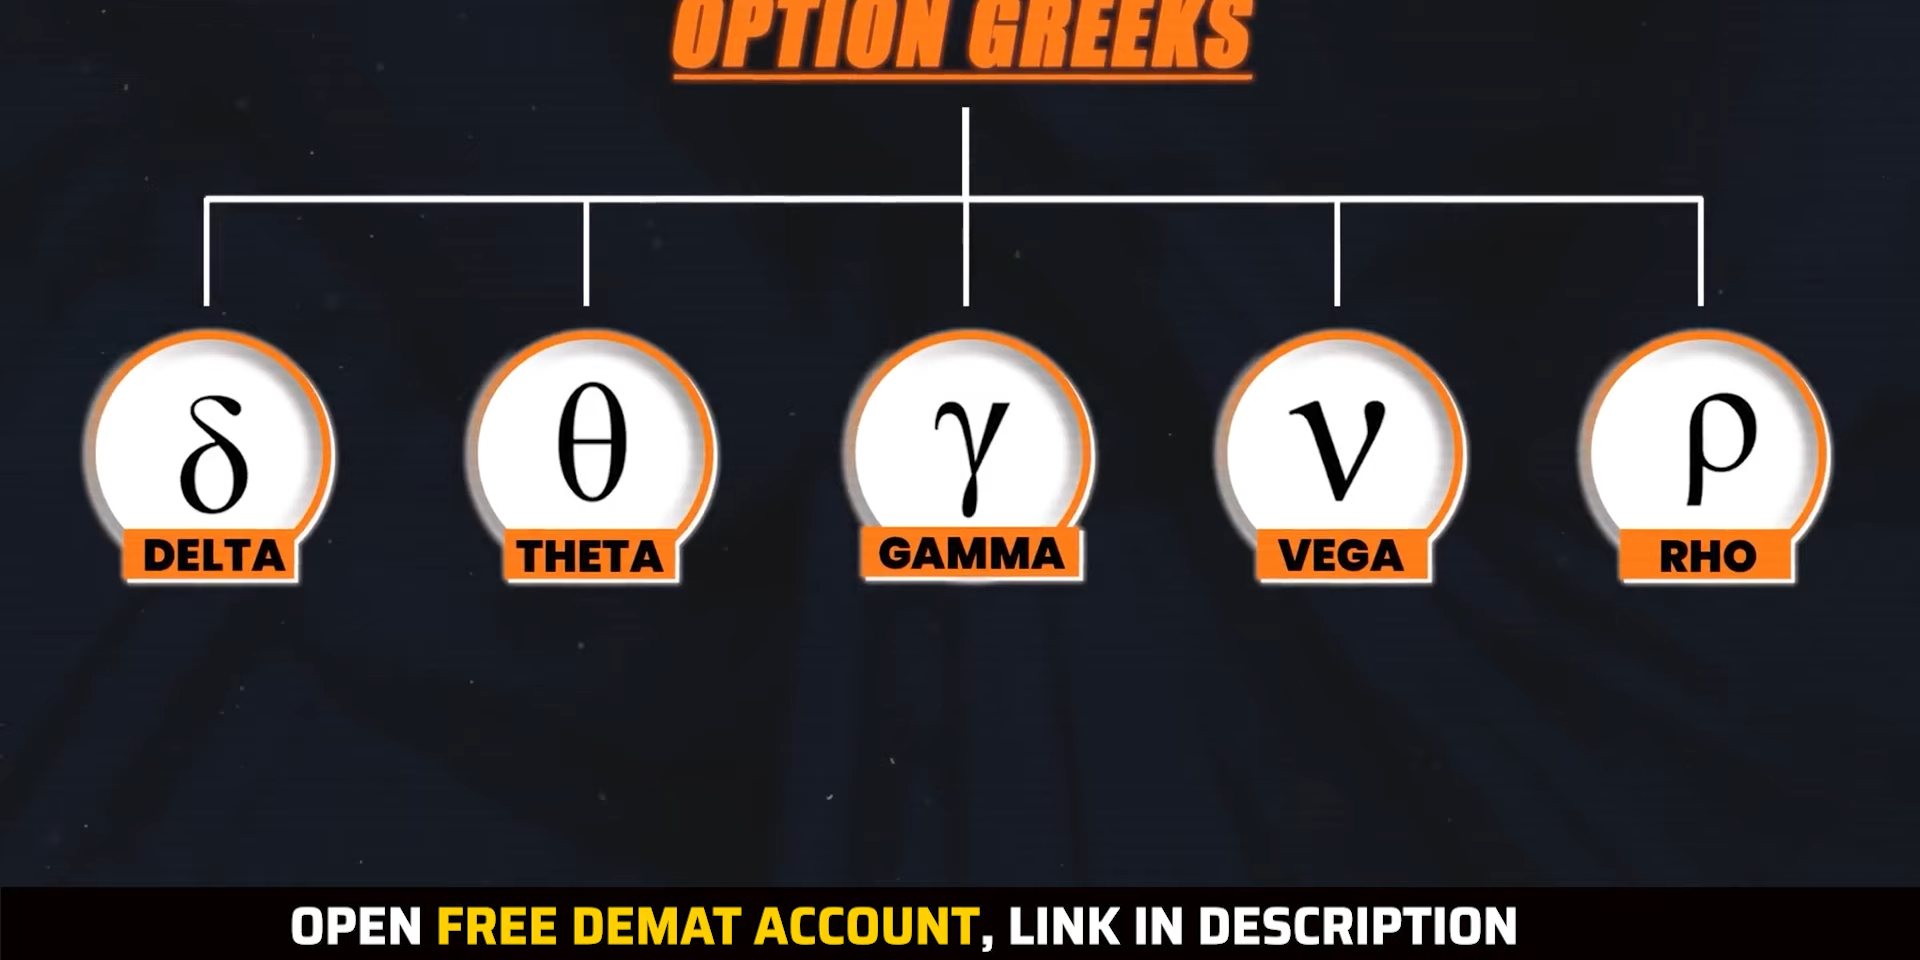 OPTION GREEKS
δ θ γ ν ρ
DELTA THETA GAMMA VEGA RHO
OPEN FREE DEMAT ACCOUNT, LINK IN DESCRIPTION